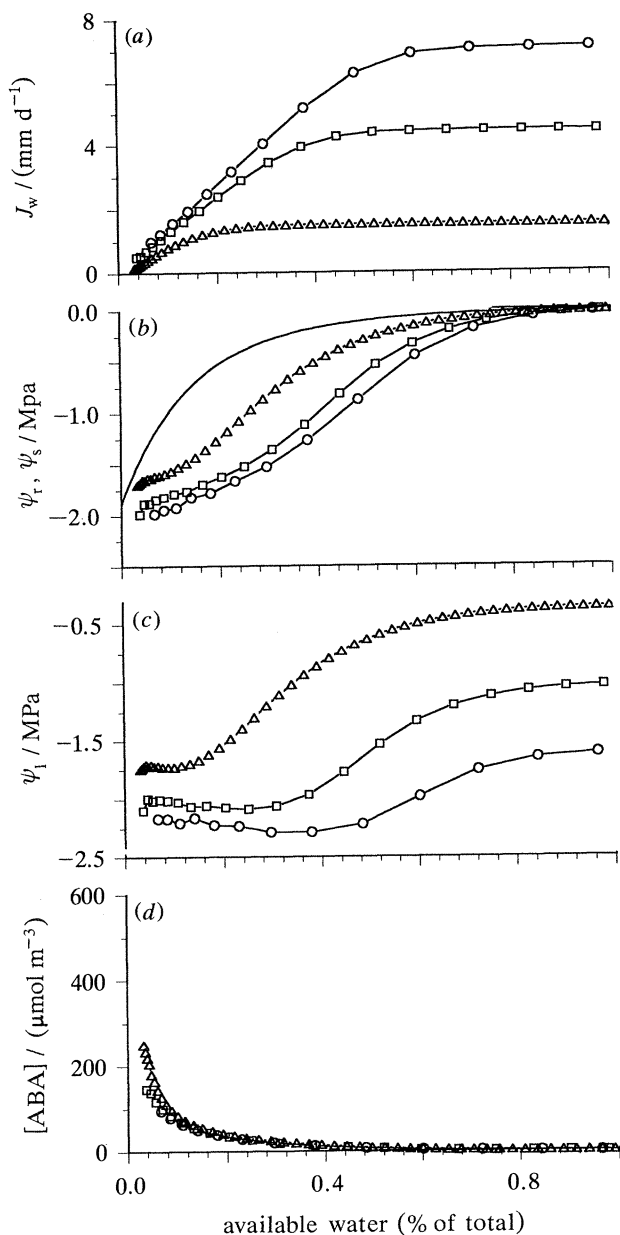 (a)
8
4
0
J_w / (mm d⁻¹)
(b)
0.0
−1.0
−2.0
ψ_r, ψ_s / Mpa
(c)
−0.5
−1.5
−2.5
ψ_l / MPa
(d)
600
400
200
0
[ABA] / (μmol m⁻³)
0.0 0.4 0.8
available water (% of total)